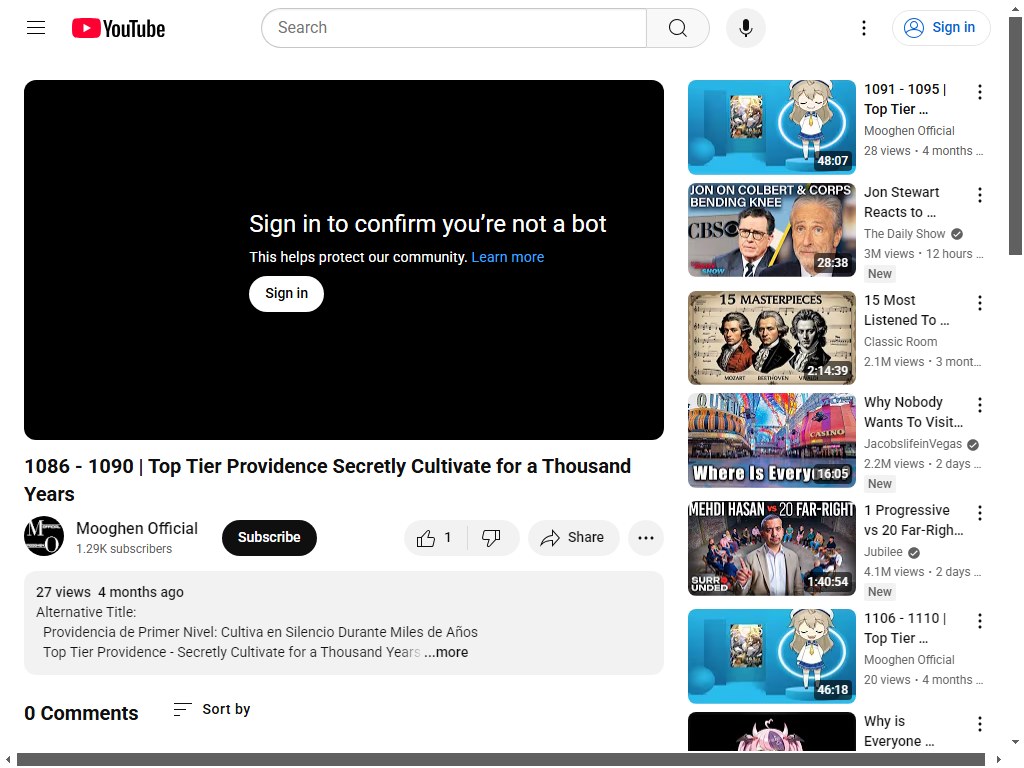 YouTube
Search
Sign in
Sign in to confirm you're not a bot
This helps protect our community. Learn more
Sign in
1086 - 1090 | Top Tier Providence Secretly Cultivate for a Thousand
Years
Mooghen Official
1.29K subscribers
Subscribe
1
Share
27 views 4 months ago
Alternative Title:
Providencia de Primer Nivel: Cultiva en Silencio Durante Miles de Años
Top Tier Providence - Secretly Cultivate for a Thousand Years ...more
0 Comments
Sort by
48:07
1091 - 1095 |
Top Tier ...
Mooghen Official
28 views • 4 months ...
JON ON COLBERT & CORPS
BENDING KNEE
CBS
28:38
Jon Stewart
Reacts to ...
The Daily Show
3M views • 12 hours ...
New
15 MASTERPIECES
MOZART BEETHOVEN
2:14:39
15 Most
Listened To ...
Classic Room
2.1M views • 3 mont...
CASINO
Where Is Every
16:05
Why Nobody
Wants To Visit...
JacobslifeinVegas
2.2M views • 2 days ...
New
MEHDI HASAN VS 20 FAR-RIGHT
SURR
UNDED
1:40:54
1 Progressive
vs 20 Far-Righ...
Jubilee
4.1M views • 2 days ...
New
46:18
1106 - 1110 |
Top Tier ...
Mooghen Official
20 views • 4 months ...
Why is
Everyone ...